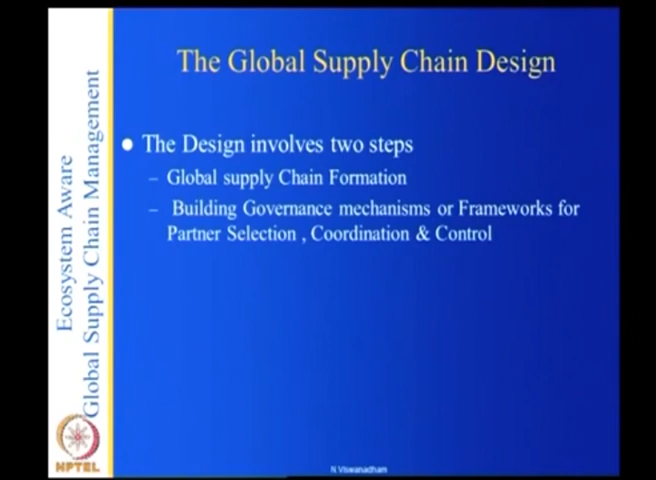 The Global Supply Chain Design
● The Design involves two steps
– Global supply Chain Formation
– Building Governance mechanisms or Frameworks for
Partner Selection , Coordination & Control
Ecosystem Aware
Global Supply Chain Management
NPTEL
N Viswanadham